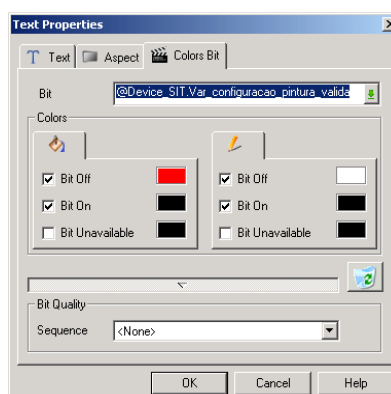 Text Properties
Text Aspect Colors Bit
Bit @Device_SIT.Var_configuracao_pintura_valida
Colors
Bit Off Bit Off
Bit On Bit On
Bit Unavailable Bit Unavailable
Bit Quality
Sequence <None>
OK Cancel Help